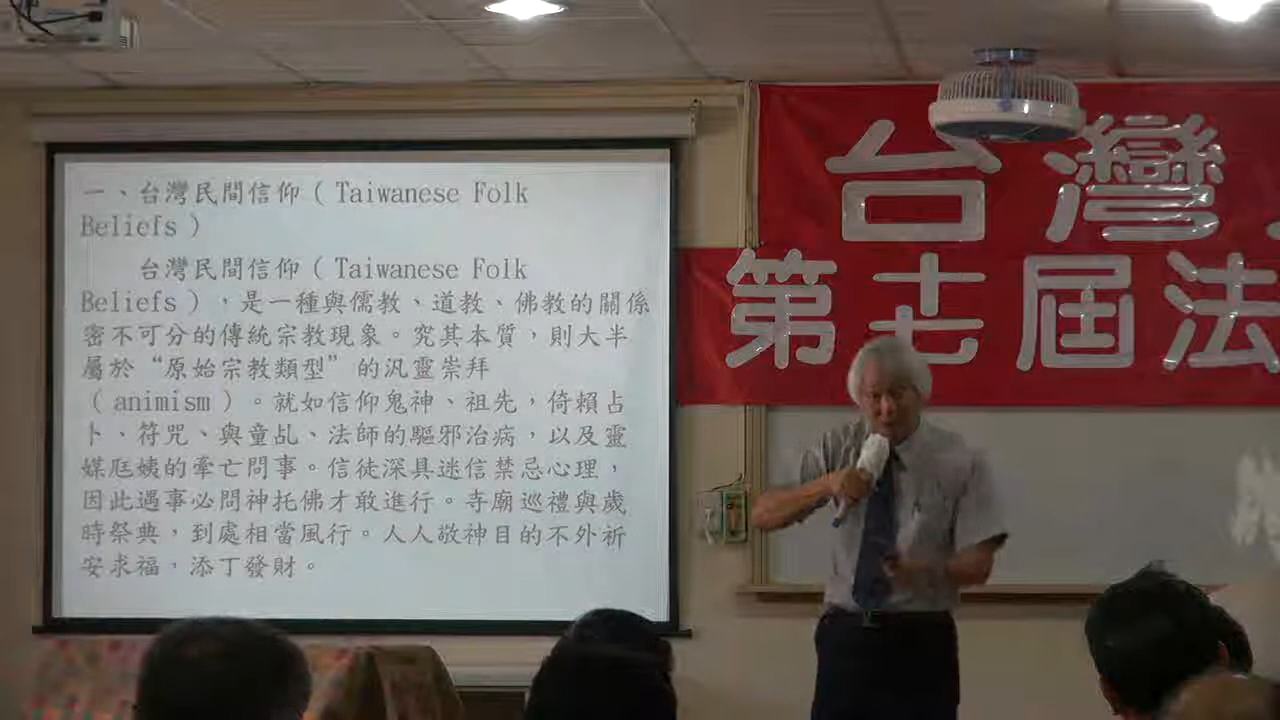 一、台灣民間信仰（Taiwanese Folk
Beliefs）
台灣民間信仰（Taiwanese Folk
Beliefs），是一種與儒教、道教、佛教的關係
密不可分的傳統宗教現象。究其本質，則大半
屬於“原始宗教類型”的汎靈崇拜
（animism）。就如信仰鬼神、祖先，倚賴占
卜、符咒、與童乩、法師的驅邪治病，以及靈
媒尪姨的牽亡問事。信徒深具迷信禁忌心理，
因此遇事必問神托佛才敢進行。寺廟巡禮與歲
時祭典，到處相當風行。人人敬神目的不外祈
安求福，添丁發財。
台灣
第七屆法